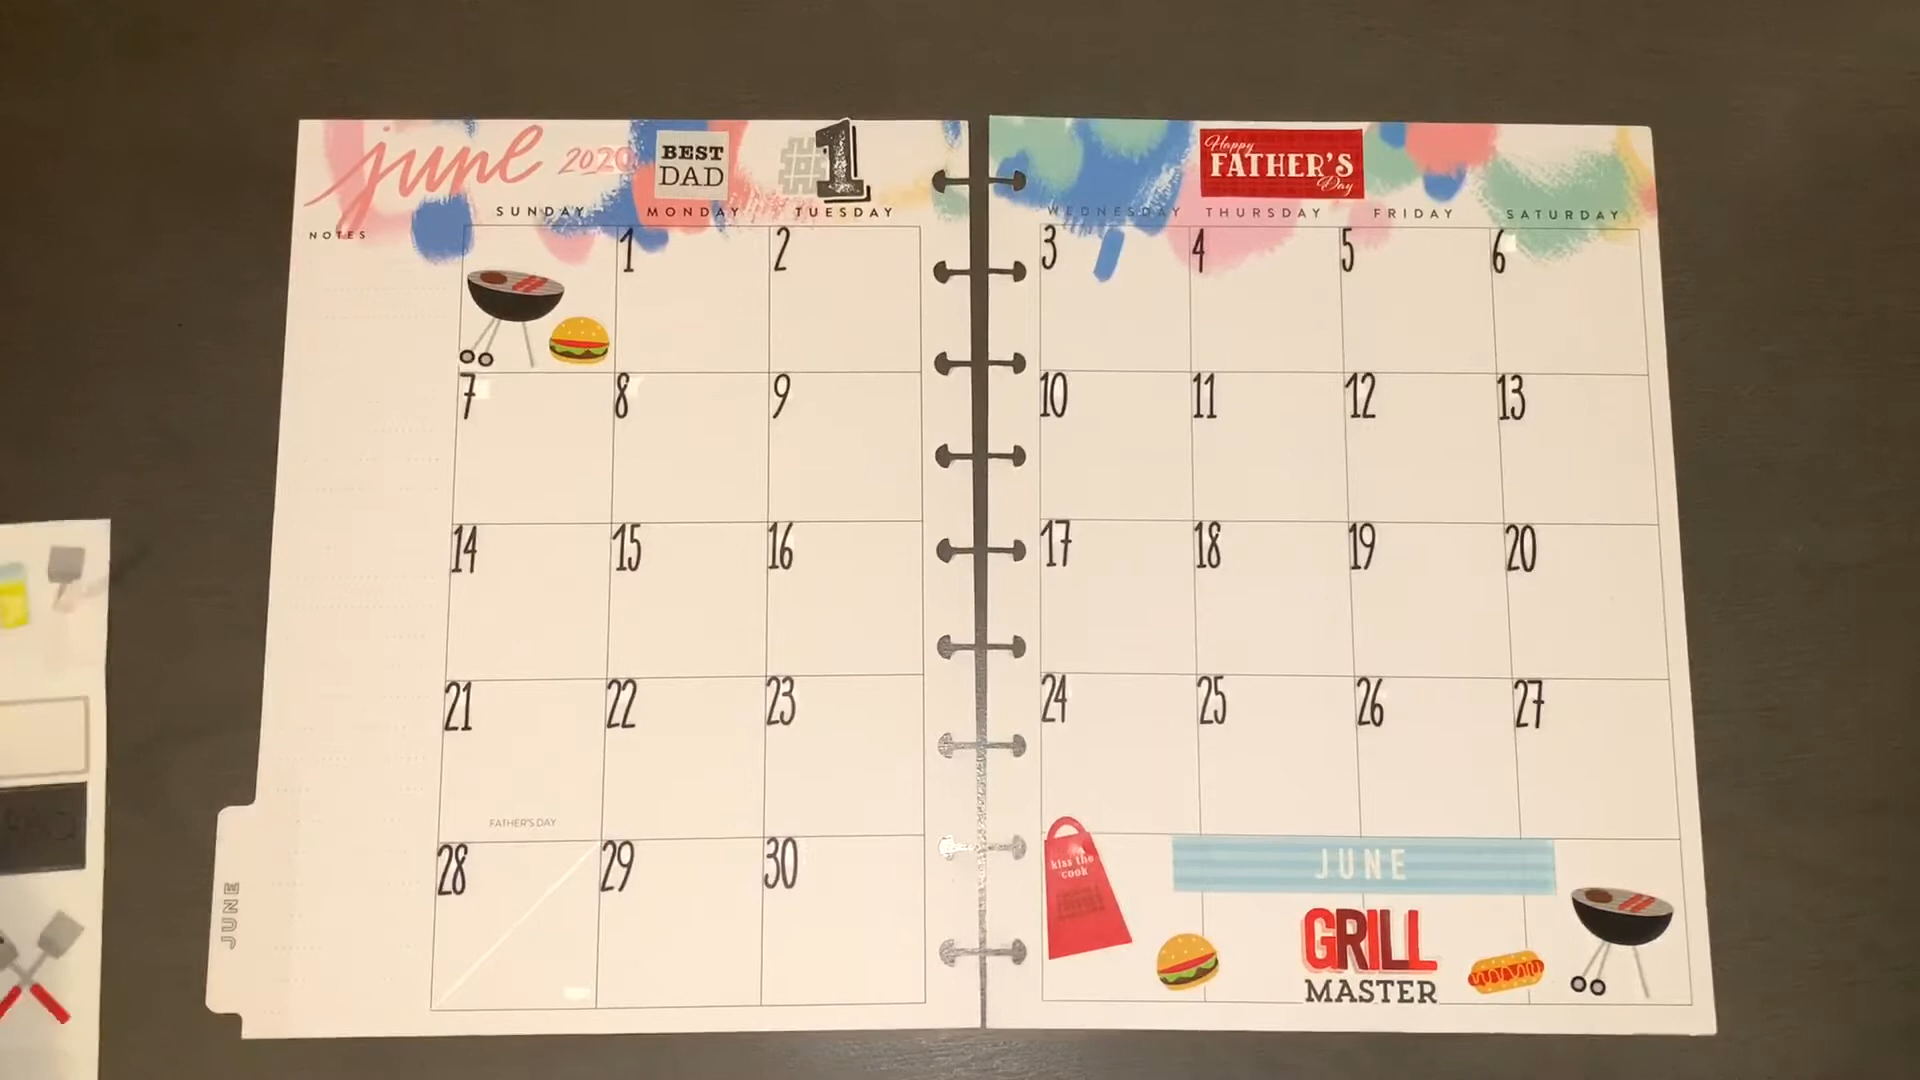 june 2020
BEST
DAD
#1
Happy
FATHER'S
Day
NOTES
SUNDAY MONDAY TUESDAY WEDNESDAY THURSDAY FRIDAY SATURDAY
1 2 3 4 5 6
7 8 9 10 11 12 13
14 15 16 17 18 19 20
21 22 23 24 25 26 27
FATHER'S DAY
28 29 30
kiss the
cook
JUNE
GRILL
MASTER
JUNE